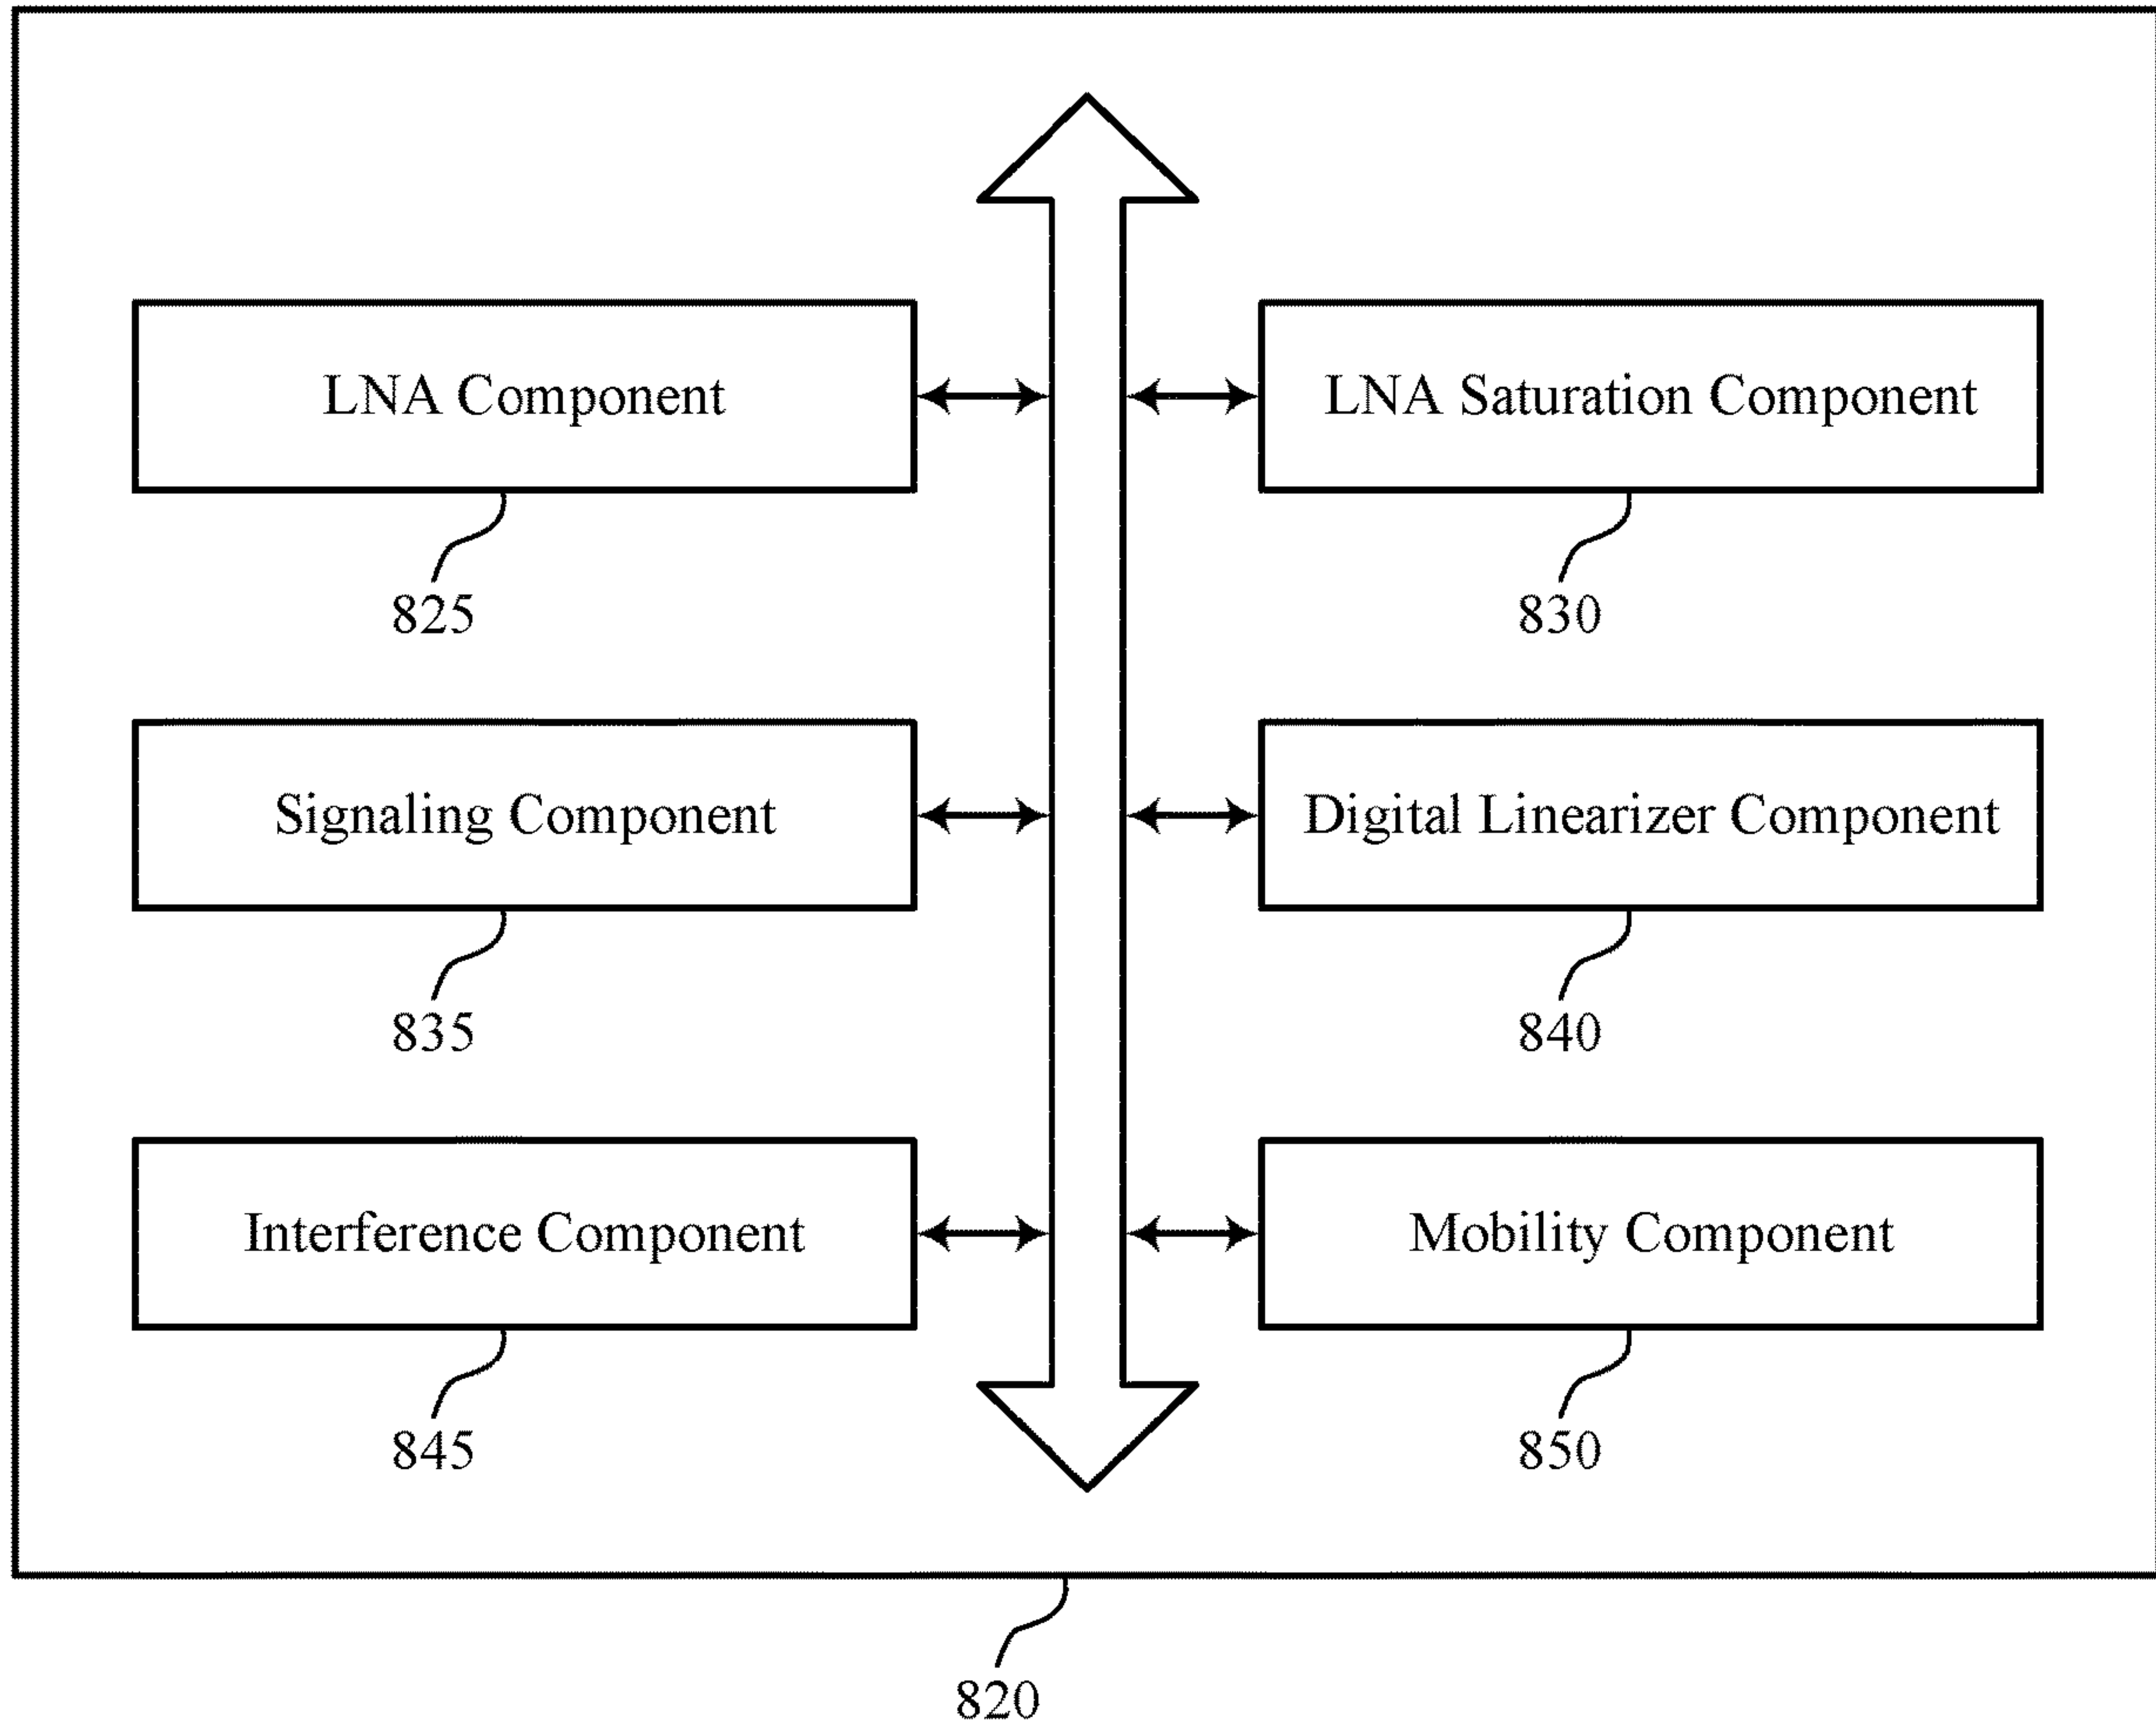 LNA Component
LNA Saturation Component
825
830
Signaling Component
Digital Linearizer Component
835
840
Interference Component
Mobility Component
845
850
820